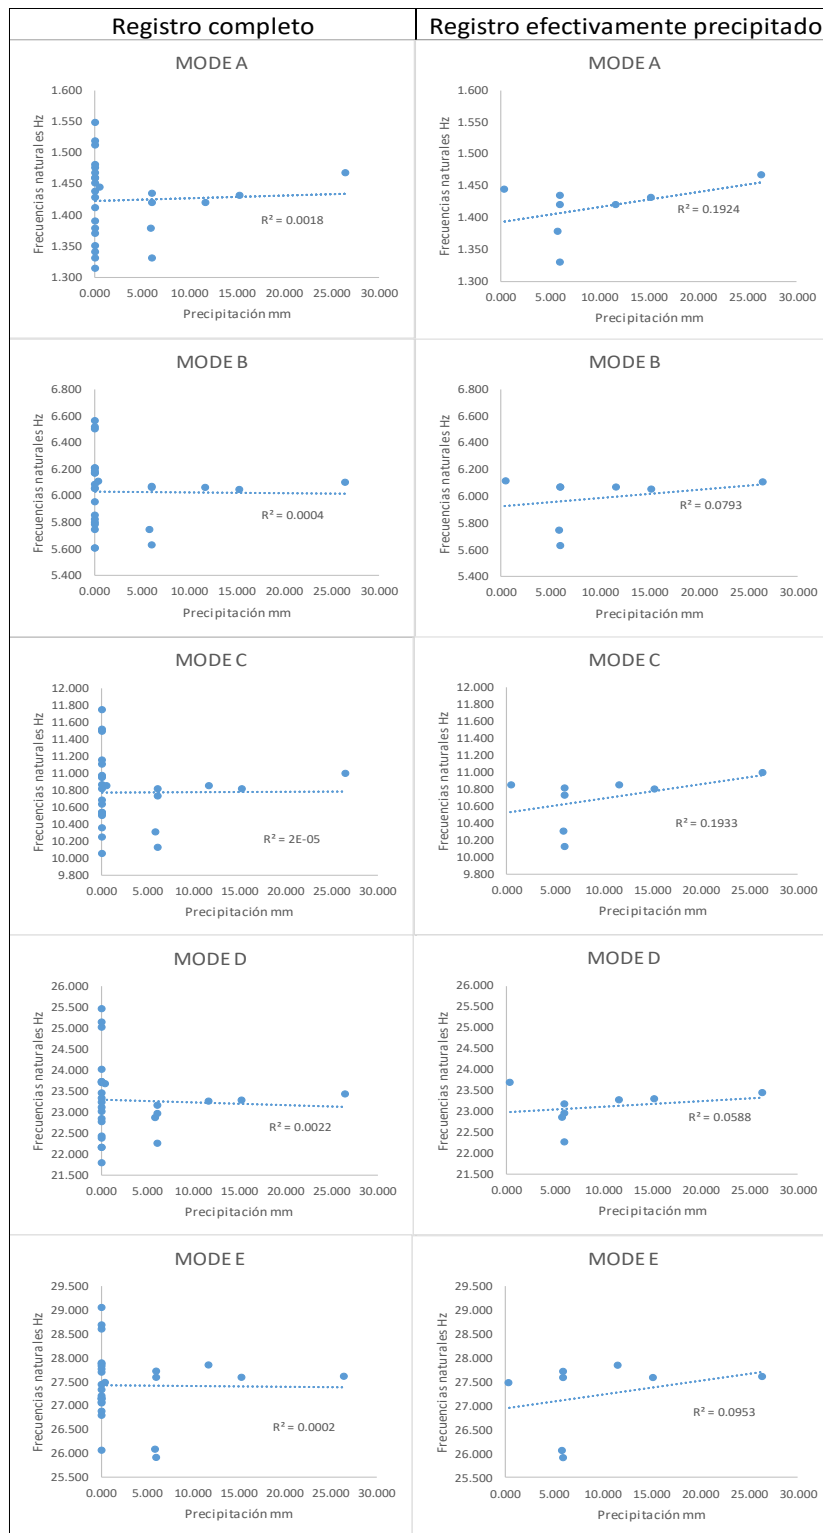 Registro completo
Registro efectivamente precipitado
MODE A
Frecuencias naturales Hz
1.600
1.550
1.500
1.450
1.400
1.350
1.300
R² = 0.0018
0.000 5.000 10.000 15.000 20.000 25.000 30.000
Precipitación mm
MODE A
Frecuencias naturales Hz
1.600
1.550
1.500
1.450
1.400
1.350
1.300
R² = 0.1924
0.000 5.000 10.000 15.000 20.000 25.000 30.000
Precipitación mm
MODE B
Frecuencias naturales Hz
6.800
6.600
6.400
6.200
6.000
5.800
5.600
5.400
R² = 0.0004
0.000 5.000 10.000 15.000 20.000 25.000 30.000
Precipitación mm
MODE B
Frecuencias naturales Hz
6.800
6.600
6.400
6.200
6.000
5.800
5.600
5.400
R² = 0.0793
0.000 5.000 10.000 15.000 20.000 25.000 30.000
Precipitación mm
MODE C
Frecuencias naturales Hz
12.000
11.800
11.600
11.400
11.200
11.000
10.800
10.600
10.400
10.200
10.000
9.800
R² = 2E-05
0.000 5.000 10.000 15.000 20.000 25.000 30.000
Precipitación mm
MODE C
Frecuencias naturales Hz
12.000
11.800
11.600
11.400
11.200
11.000
10.800
10.600
10.400
10.200
10.000
9.800
R² = 0.1933
0.000 5.000 10.000 15.000 20.000 25.000 30.000
Precipitación mm
MODE D
Frecuencias naturales Hz
26.000
25.500
25.000
24.500
24.000
23.500
23.000
22.500
22.000
21.500
R² = 0.0022
0.000 5.000 10.000 15.000 20.000 25.000 30.000
Precipitación mm
MODE D
Frecuencias naturales Hz
26.000
25.500
25.000
24.500
24.000
23.500
23.000
22.500
22.000
21.500
R² = 0.0588
0.000 5.000 10.000 15.000 20.000 25.000 30.000
Precipitación mm
MODE E
Frecuencias naturales Hz
29.500
29.000
28.500
28.000
27.500
27.000
26.500
26.000
25.500
R² = 0.0002
0.000 5.000 10.000 15.000 20.000 25.000 30.000
Precipitación mm
MODE E
Frecuencias naturales Hz
29.500
29.000
28.500
28.000
27.500
27.000
26.500
26.000
25.500
R² = 0.0953
0.000 5.000 10.000 15.000 20.000 25.000 30.000
Precipitación mm